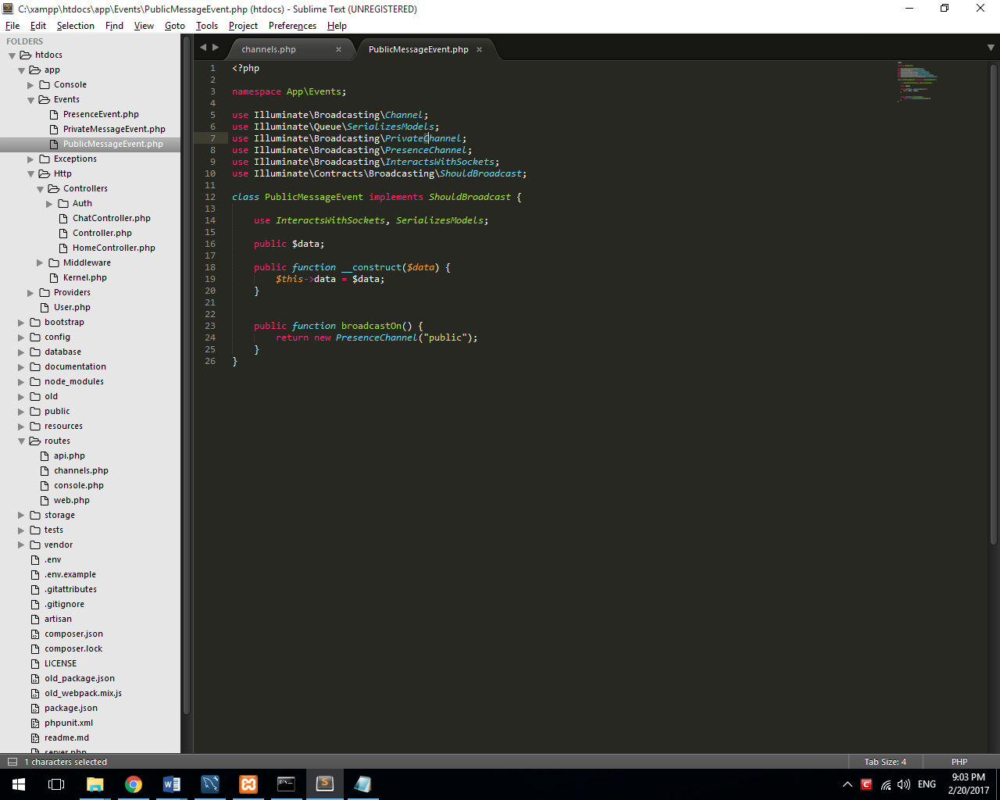 C:\xampp\htdocs\app\Events\PublicMessageEvent.php (htdocs) - Sublime Text (UNREGISTERED)
File Edit Selection Find View Goto Tools Project Preferences Help
FOLDERS
htdocs
app
Console
Events
PresenceEvent.php
PrivateMessageEvent.php
PublicMessageEvent.php
Exceptions
Http
Controllers
Auth
ChatController.php
Controller.php
HomeController.php
Middleware
Kernel.php
Providers
User.php
bootstrap
config
database
documentation
node_modules
old
public
resources
routes
api.php
channels.php
console.php
web.php
storage
tests
vendor
.env
.env.example
.gitattributes
.gitignore
artisan
composer.json
composer.lock
LICENSE
old_package.json
old_webpack.mix.js
package.json
phpunit.xml
readme.md
server.php
channels.php × PublicMessageEvent.php ×
1 <?php
2
3 namespace App\Events;
4
5 use Illuminate\Broadcasting\Channel;
6 use Illuminate\Queue\SerializesModels;
7 use Illuminate\Broadcasting\PrivateChannel;
8 use Illuminate\Broadcasting\PresenceChannel;
9 use Illuminate\Broadcasting\InteractsWithSockets;
10 use Illuminate\Contracts\Broadcasting\ShouldBroadcast;
11
12 class PublicMessageEvent implements ShouldBroadcast {
13
14 use InteractsWithSockets, SerializesModels;
15
16 public $data;
17
18 public function __construct($data) {
19 $this->data = $data;
20 }
21
22
23 public function broadcastOn() {
24 return new PresenceChannel("public");
25 }
26 }
1 characters selected Tab Size: 4 PHP
ENG 9:03 PM
2/20/2017